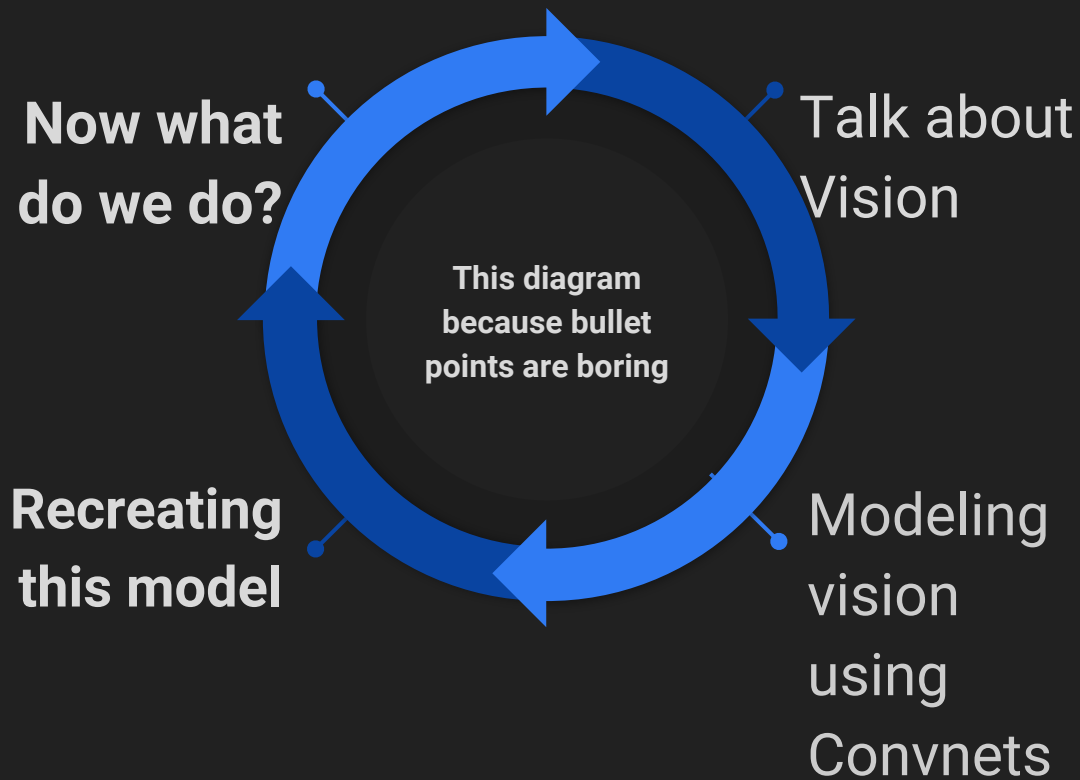 Now what
do we do?
Talk about
Vision
This diagram
because bullet
points are boring
Recreating
this model
Modeling
vision
using
Convnets